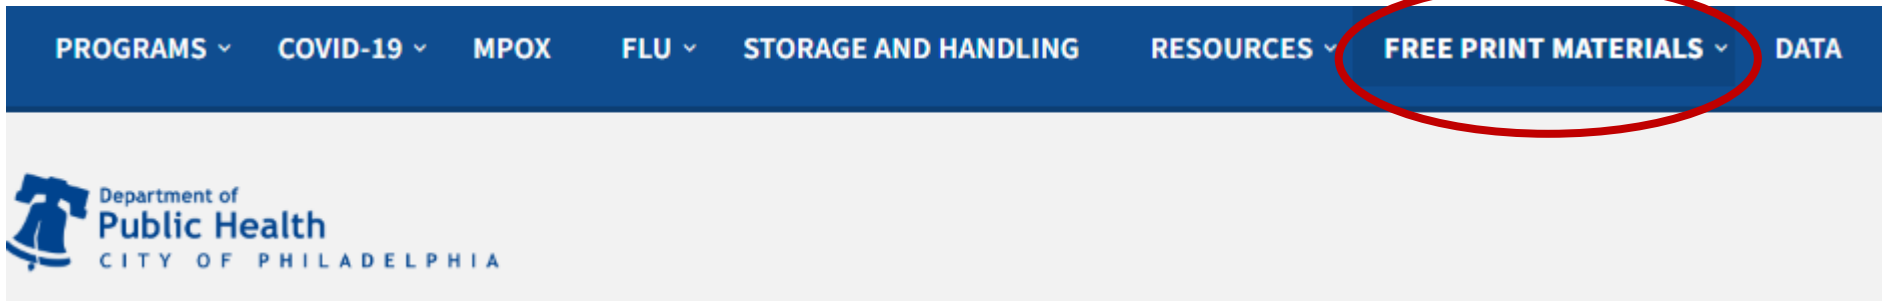 PROGRAMS COVID-19 MPOX FLU STORAGE AND HANDLING RESOURCES FREE PRINT MATERIALS DATA
Department of
Public Health
CITY OF PHILADELPHIA